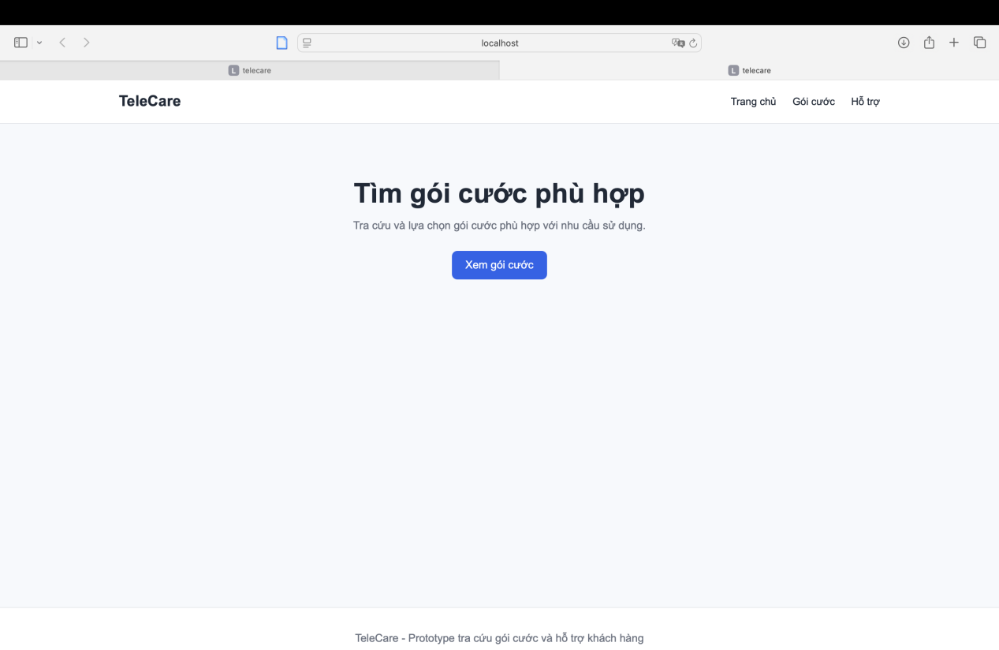 localhost
L telecare
L telecare
TeleCare
Trang chủ Gói cước Hỗ trợ
Tìm gói cước phù hợp
Tra cứu và lựa chọn gói cước phù hợp với nhu cầu sử dụng.
Xem gói cước
TeleCare - Prototype tra cứu gói cước và hỗ trợ khách hàng